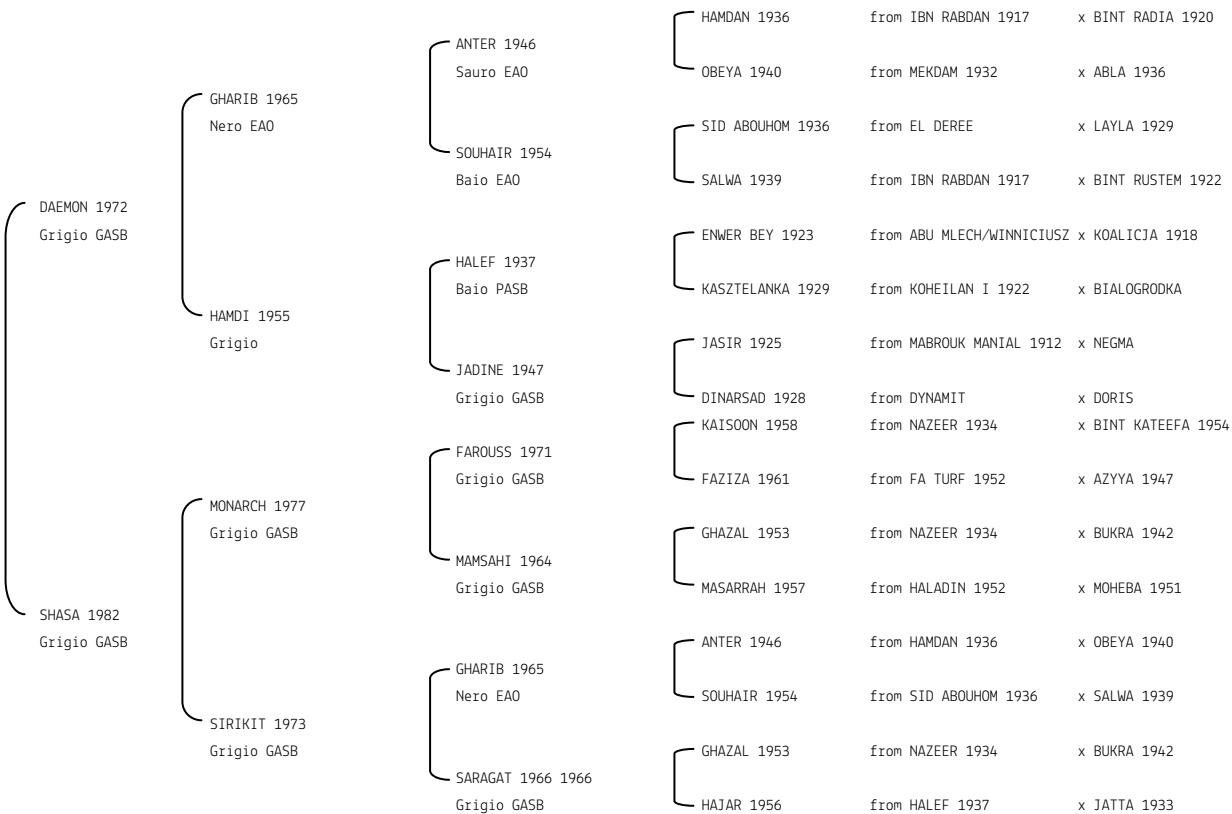 HAMDAN 1936 from IBN RABDAN 1917 x BINT RADIA 1920
ANTER 1946
Sauro EAO
OBEYA 1940 from MEKDAM 1932 x ABLA 1936
GHARIB 1965
Nero EAO
SID ABOUHOM 1936 from EL DEREE x LAYLA 1929
SOUHAIR 1954
Baio EAO
SALWA 1939 from IBN RABDAN 1917 x BINT RUSTEM 1922
DAEMON 1972
Grigio GASB
ENWER BEY 1923 from ABU MLECH/WINNICIUSZ x KOALICJA 1918
HALEF 1937
Baio PASB
KASZTELANKA 1929 from KOHEILAN I 1922 x BIALOGRODKA
HAMDI 1955
Grigio
JASIR 1925 from MABROUK MANIAL 1912 x NEGMA
JADINE 1947
Grigio GASB
DINARSAD 1928 from DYNAMIT x DORIS
KAISOON 1958 from NAZEER 1934 x BINT KATEEFA 1954
FAROUSS 1971
Grigio GASB
FAZIZA 1961 from FA TURF 1952 x AZYYA 1947
MONARCH 1977
Grigio GASB
GHAZAL 1953 from NAZEER 1934 x BUKRA 1942
MAMSAHI 1964
Grigio GASB
MASARRAH 1957 from HALADIN 1952 x MOHEBA 1951
SHASA 1982
Grigio GASB
ANTER 1946 from HAMDAN 1936 x OBEYA 1940
GHARIB 1965
Nero EAO
SOUHAIR 1954 from SID ABOUHOM 1936 x SALWA 1939
SIRIKIT 1973
Grigio GASB
GHAZAL 1953 from NAZEER 1934 x BUKRA 1942
SARAGAT 1966 1966
Grigio GASB
HAJAR 1956 from HALEF 1937 x JATTA 1933